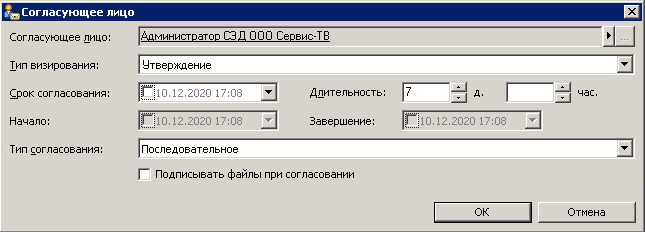 Согласующее лицо
Согласующее лицо: Администратор СЭД ООО Сервис-ТВ ...
Тип визирования: Утверждение
Срок согласования: 10.12.2020 17:08 Длительность: 7 д. час.
Начало: 10.12.2020 17:08 Завершение: 10.12.2020 17:08
Тип согласования: Последовательное
Подписывать файлы при согласовании
OK Отмена